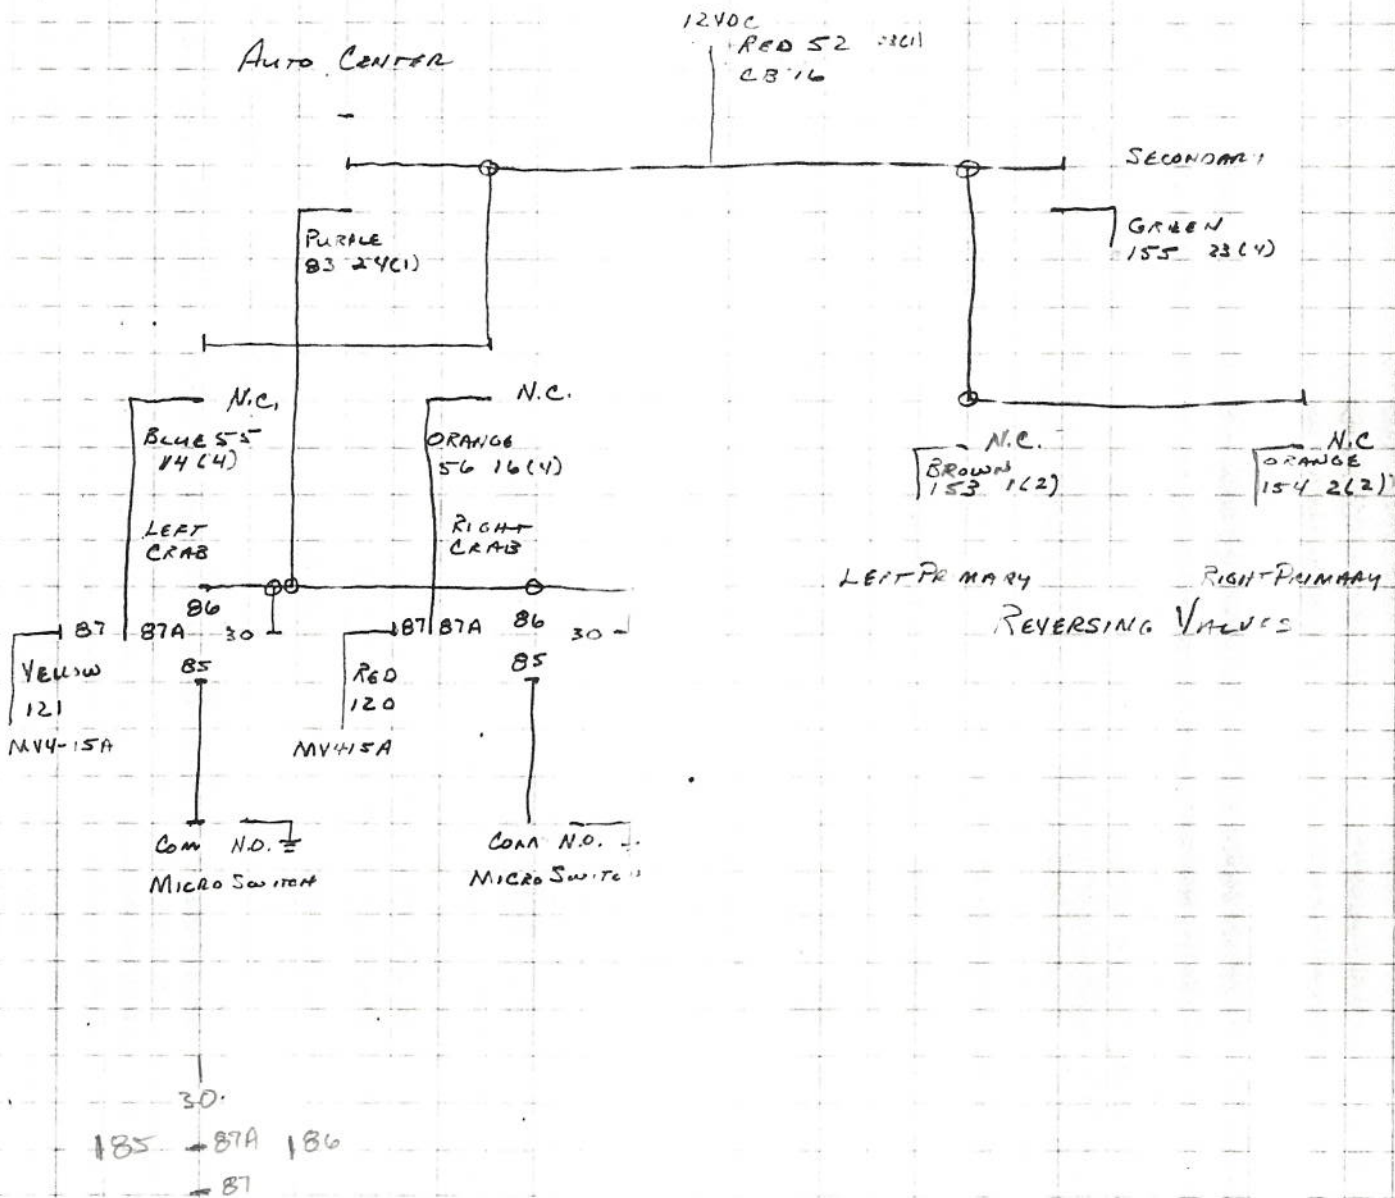 12VDC
RED 52
CB 16
AUTO CENTER
SECONDARY
PURPLE
83 24(1)
GREEN
155 23(4)
N.C.
BLUE 55
14(4)
N.C.
ORANGE
56 16(4)
N.C.
BROWN
153 1(2)
N.C
ORANGE
154 2(2)
LEFT
CRAB
RIGHT
CRAB
LEFT PRIMARY
RIGHT PRIMARY
REVERSING VALVES
86
87 87A 30
85
86
87 87A 30
85
YELLOW
121
MV4-15A
RED
120
MV415A
COM N.O.
MICRO SWITCH
COM N.O.
MICRO SWITCH
30
85 87A 86
87